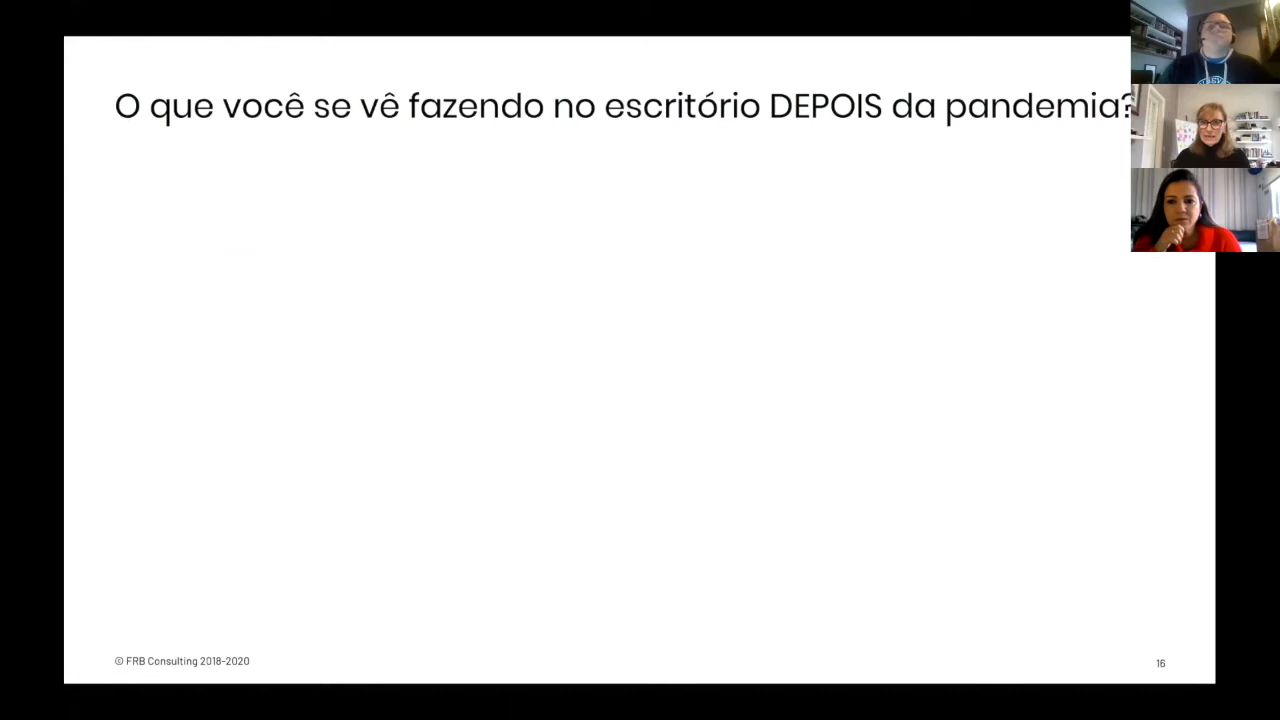 O que você se vê fazendo no escritório DEPOIS da pandemia?
© FRB Consulting 2018-2020
16